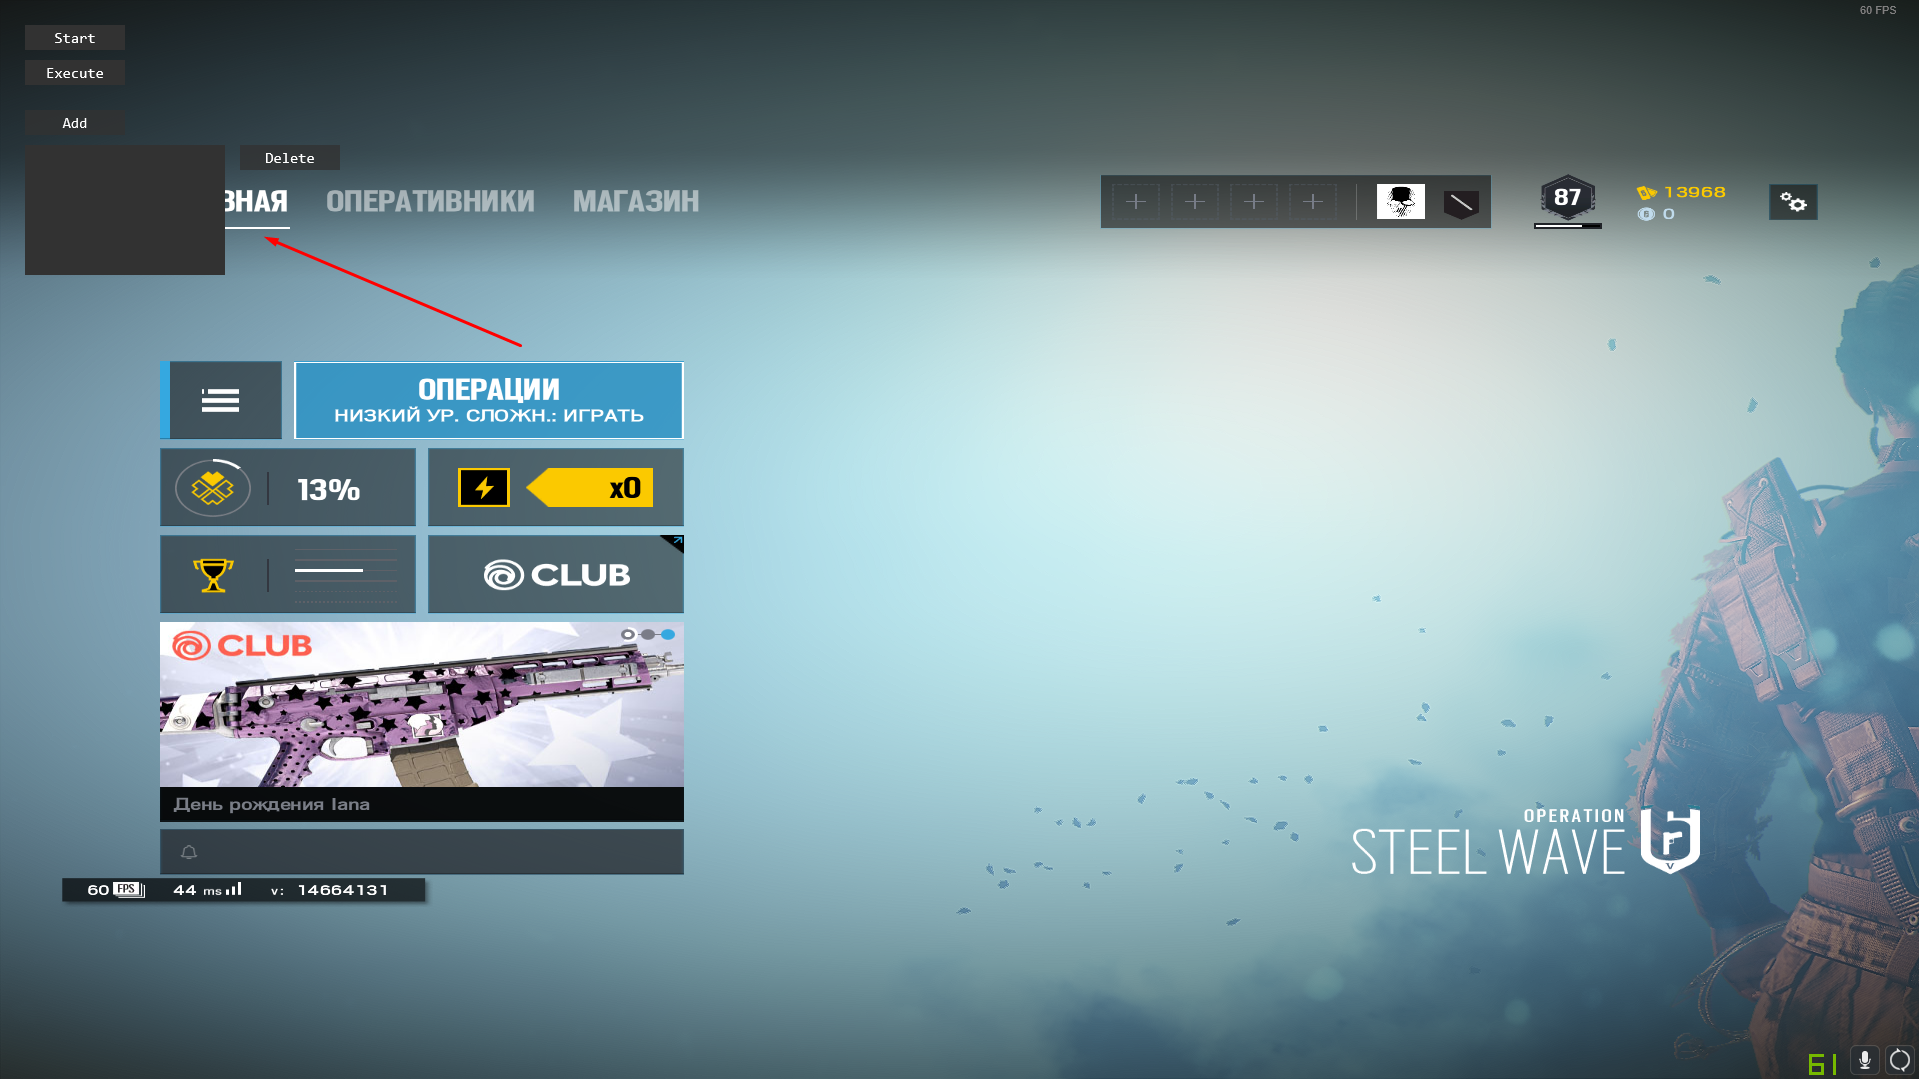 60 FPS
Start
Execute
Add
Delete
ВНАЯ ОПЕРАТИВНИКИ МАГАЗИН
87
13968
0
ОПЕРАЦИИ
НИЗКИЙ УР. СЛОЖН.: ИГРАТЬ
13%
x0
CLUB
CLUB
День рождения Iana
OPERATION
STEEL WAVE
60 FPS 44 ms v: 14664131
61